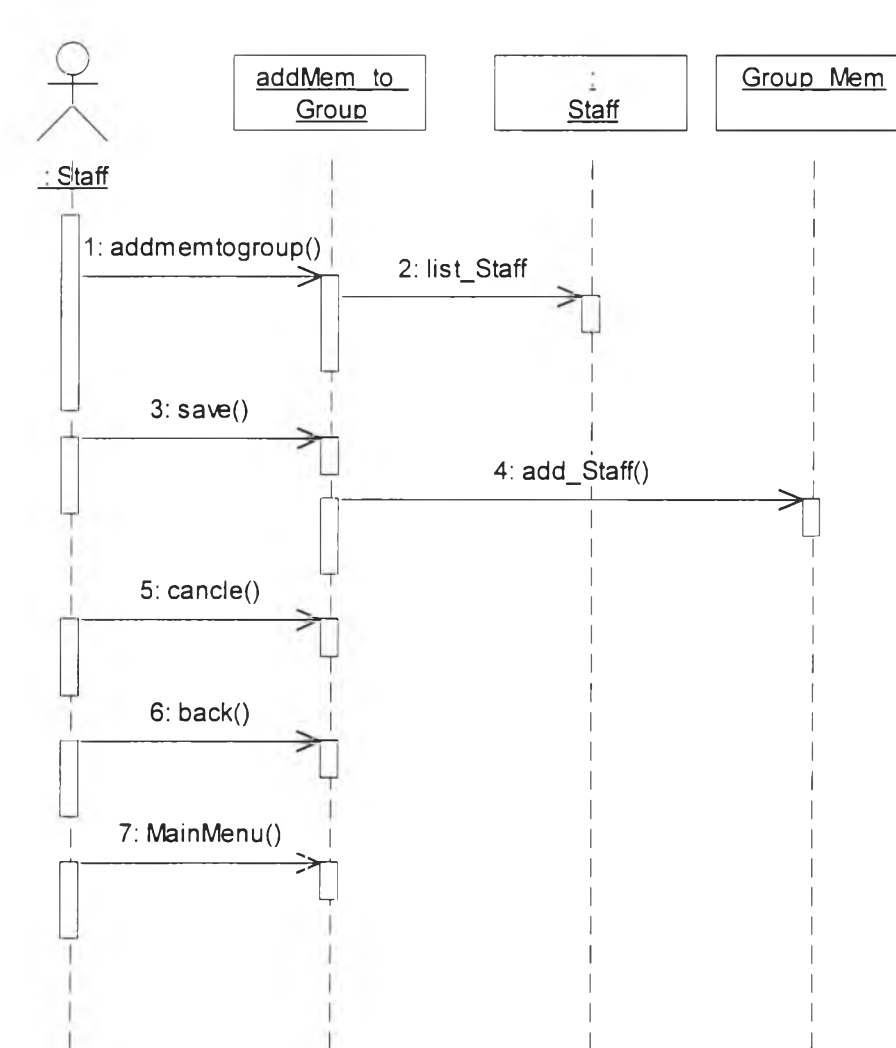 addMem_to_
Group
:
Staff
Group_Mem
: Staff
1: addmemtogroup()
2: list_Staff
3: save()
4: add_Staff()
5: cancle()
6: back()
7: MainMenu()